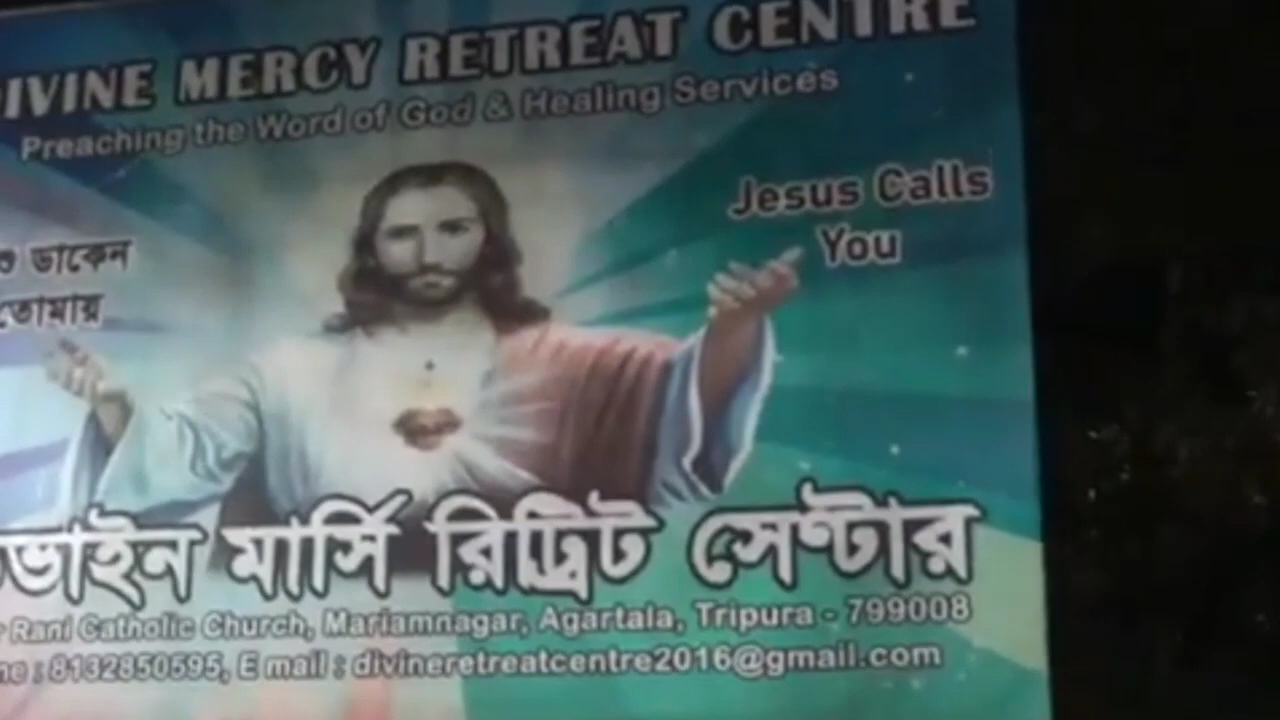 DIVINE MERCY RETREAT CENTRE
Preaching the Word of God & Healing Services
Jesus Calls
You
ডাকেন
তোমায়
ভাইন মার্সি রিট্রিট সেন্টার
Rani Catholic Church, Mariamnagar, Agartala, Tripura - 799008
8132850595, E mail : divineretreatcentre2016@gmail.com